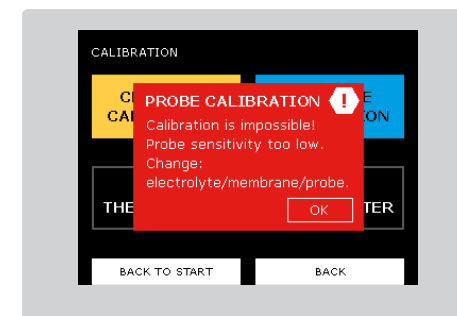 CALIBRATION
PROBE CALIBRATION !
Calibration is impossible!
Probe sensitivity too low.
Change:
electrolyte/membrane/probe.
OK
BACK TO START
BACK